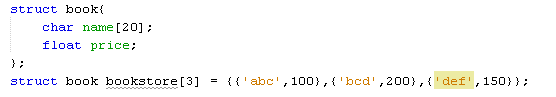 struct book{
    char name[20];
    float price;
};
struct book bookstore[3] = {{'abc',100},{'bcd',200},{'def',150}};